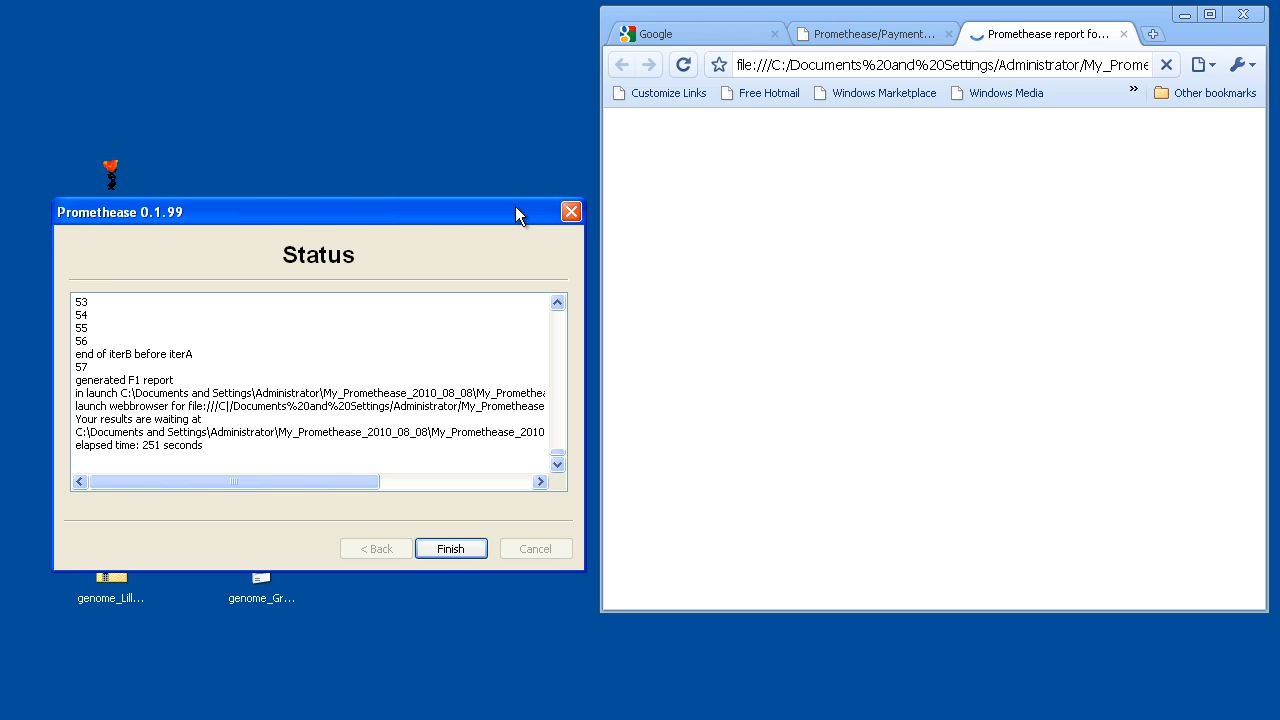 Google
Promethease/Payment...
Promethease report fo...
file:///C:/Documents%20and%20Settings/Administrator/My_Prome
Customize Links
Free Hotmail
Windows Marketplace
Windows Media
»
Other bookmarks
Promethease 0.1.99
Status
53
54
55
56
end of iterB before iterA
57
generated F1 report
in launch C:\Documents and Settings\Administrator\My_Promethease_2010_08_08\My_Promethea
launch webbrowser for file:///C|/Documents%20and%20Settings/Administrator/My_Promethease
Your results are waiting at
C:\Documents and Settings\Administrator\My_Promethease_2010_08_08\My_Promethease_2010
elapsed time: 251 seconds
< Back
Finish
Cancel
genome_Lill...
genome_Gr...